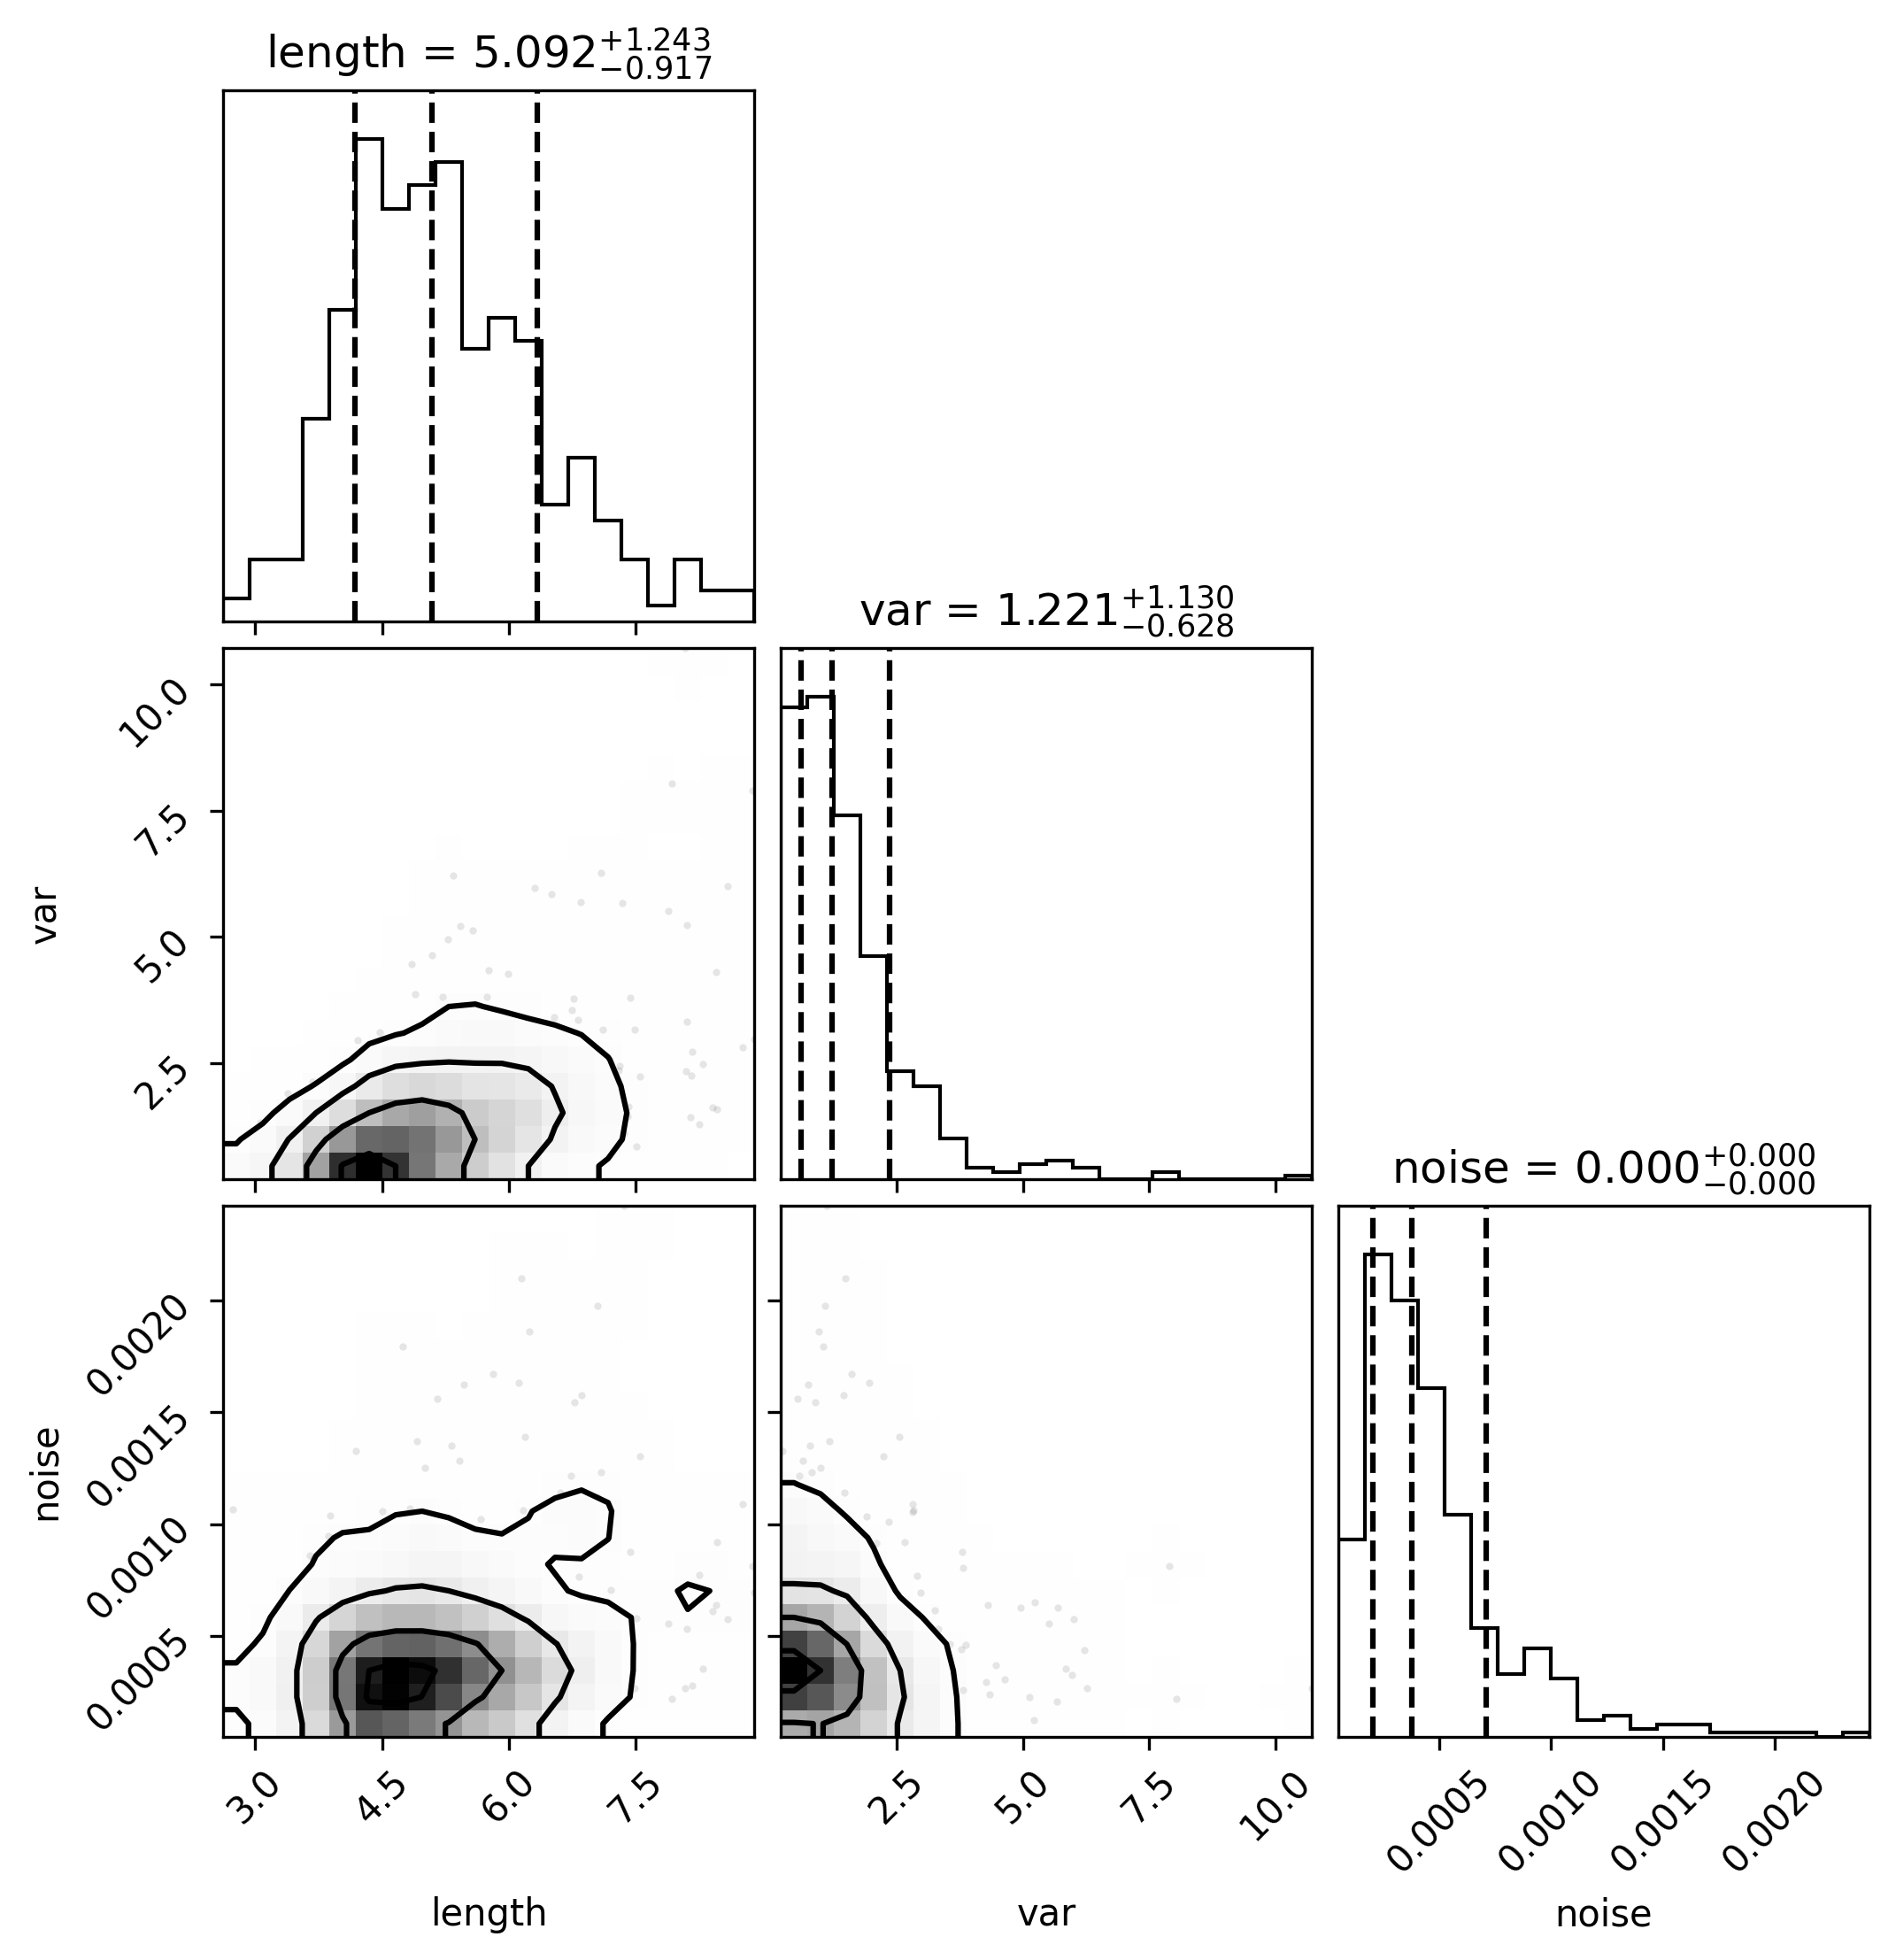 length = 5.092+1.243−0.917
var = 1.221+1.130−0.628
10.0
7.5
5.0
2.5
var
noise = 0.000+0.000−0.000
0.0020
0.0015
0.0010
0.0005
noise
3.0 4.5 6.0 7.5
2.5 5.0 7.5 10.0
0.0005 0.0010 0.0015 0.0020
length
var
noise